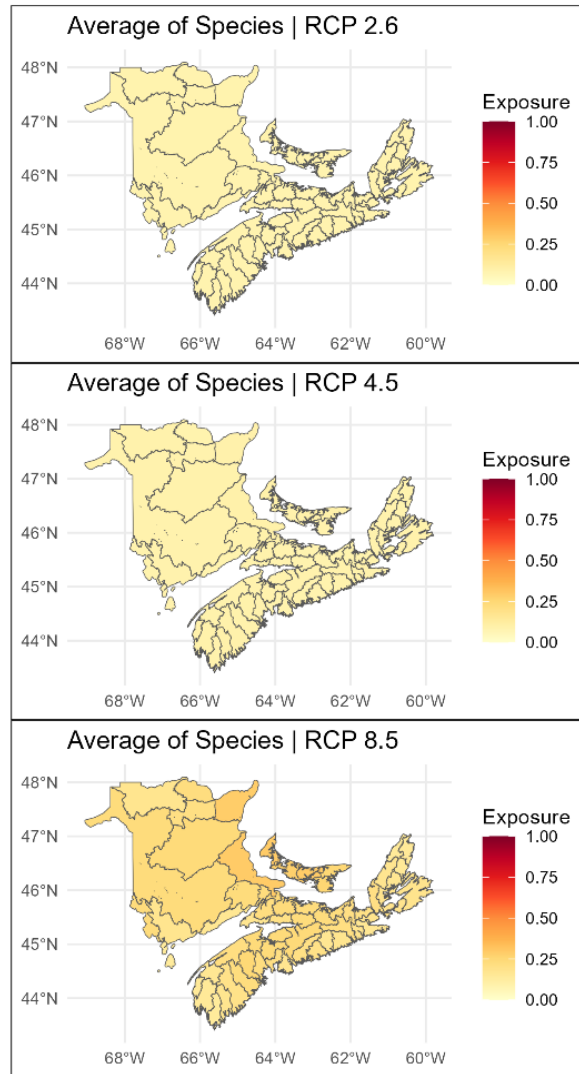 Average of Species | RCP 2.6
48°N
47°N
46°N
45°N
44°N
68°W 66°W 64°W 62°W 60°W
Exposure
1.00
0.75
0.50
0.25
0.00
Average of Species | RCP 4.5
48°N
47°N
46°N
45°N
44°N
68°W 66°W 64°W 62°W 60°W
Exposure
1.00
0.75
0.50
0.25
0.00
Average of Species | RCP 8.5
48°N
47°N
46°N
45°N
44°N
68°W 66°W 64°W 62°W 60°W
Exposure
1.00
0.75
0.50
0.25
0.00